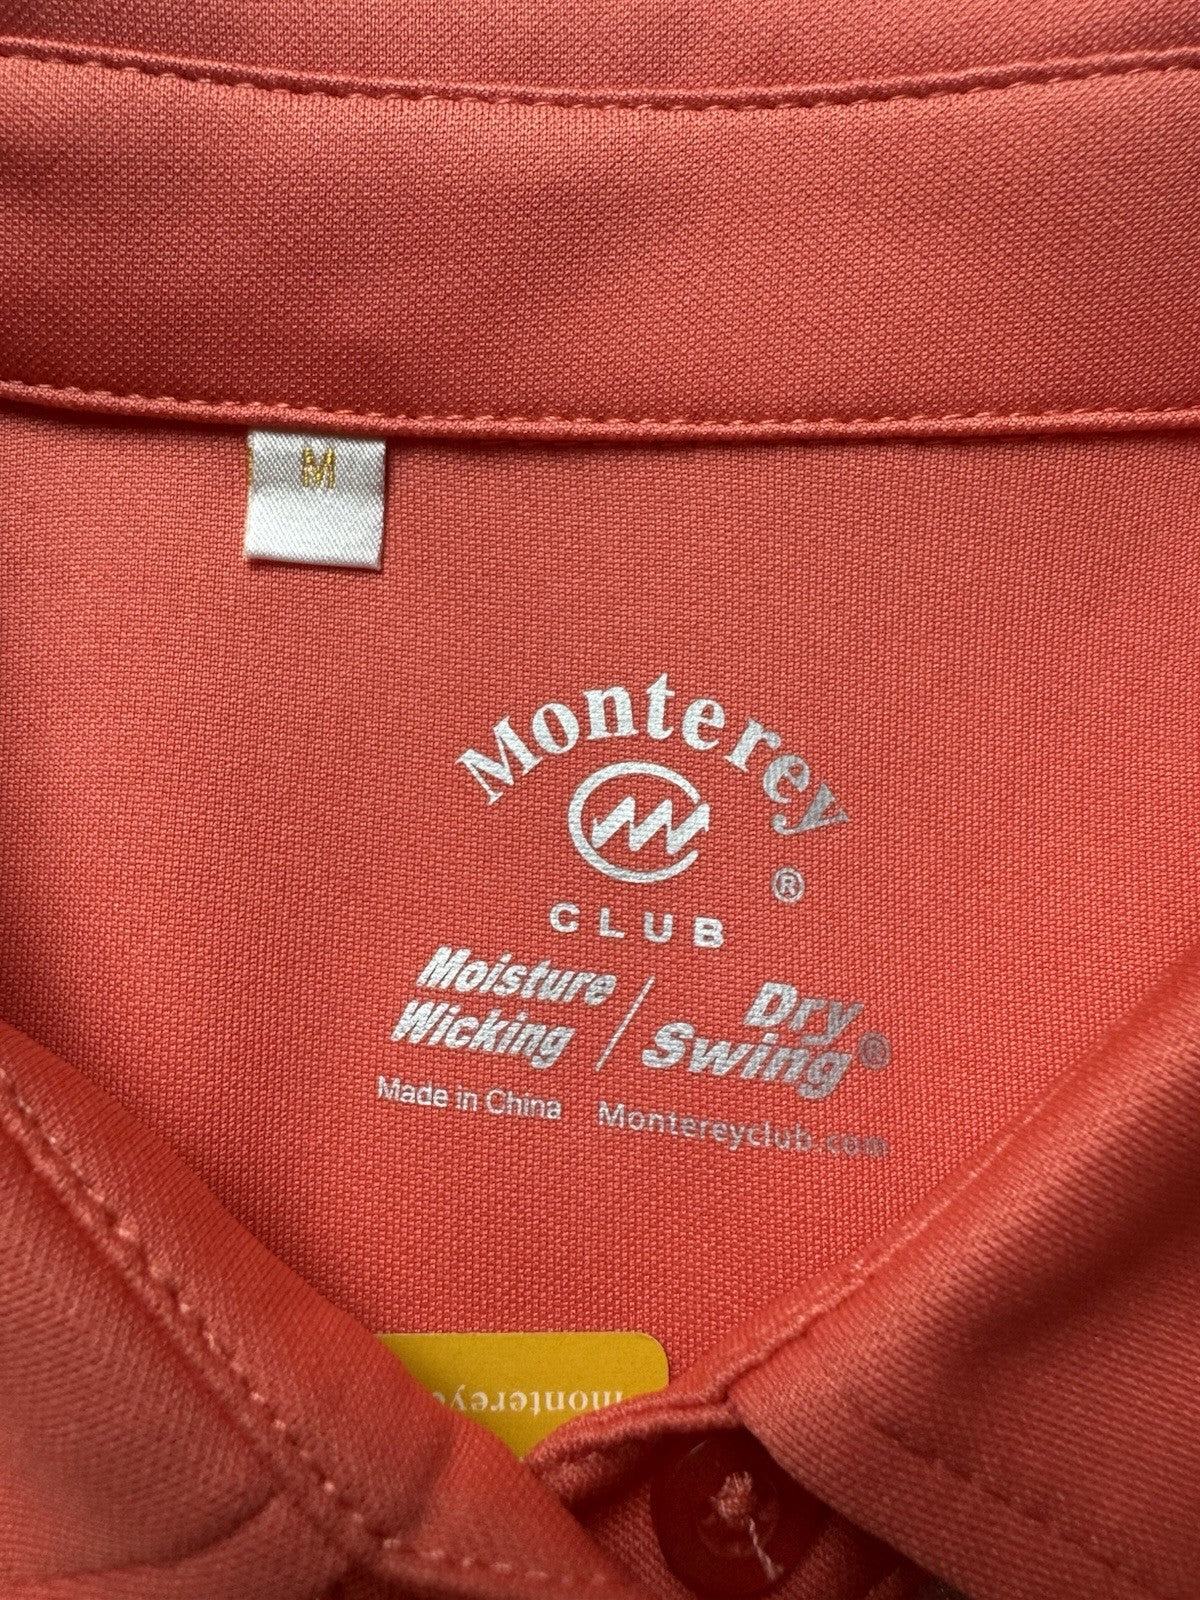 M
Monterey
®
CLUB
Moisture Wicking / Dry Swing®
Made in China Montereyclub.com